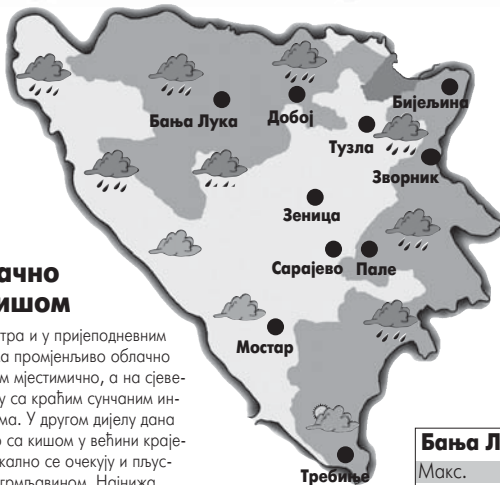 Бања Лука
Добој
Бијељина
Тузла
Зворник
Зеница
Сарајево
Пале
Мостар
Требиње
ачно
ишом
тра и у пријеподневним
а промјенљиво облачно
м мјестимично, а на сјеве-
у са краћим сунчаним ин-
ма. У другом дијелу дана
о са кишом у већини краје-
кално се очекују и пљус-
грмљавином. Најнижа
Бања Л
Макс.